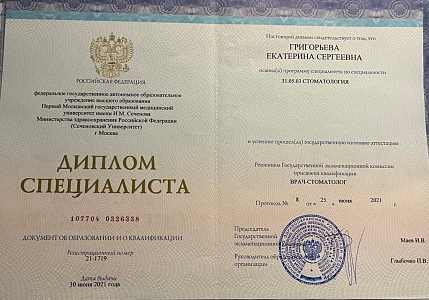 РОССИЙСКАЯ ФЕДЕРАЦИЯ
федеральное государственное автономное образовательное
учреждение высшего образования
Первый Московский государственный медицинский
университет имени И.М. Сеченова
Министерства здравоохранения Российской Федерации
(Сеченовский Университет)
г Москва
ДИПЛОМ
СПЕЦИАЛИСТА
107704 0326338
ДОКУМЕНТ ОБ ОБРАЗОВАНИИ И О КВАЛИФИКАЦИИ
Регистрационный номер
21-1719
Дата выдачи
30 июня 2021 года
Настоящий диплом свидетельствует о том, что
ГРИГОРЬЕВА
ЕКАТЕРИНА СЕРГЕЕВНА
освоил(а) программу специалитета по специальности
31.05.03 СТОМАТОЛОГИЯ
и успешно прошел(а) государственную итоговую аттестацию
Решением Государственной экзаменационной комиссии
присвоена квалификация
ВРАЧ-СТОМАТОЛОГ
Протокол № 8 от « 25 » июня 2021 г.
Председатель
Государственной
экзаменационной комиссии
Маев И.В.
Руководитель образовательной
организации
Глыбочко П.В.